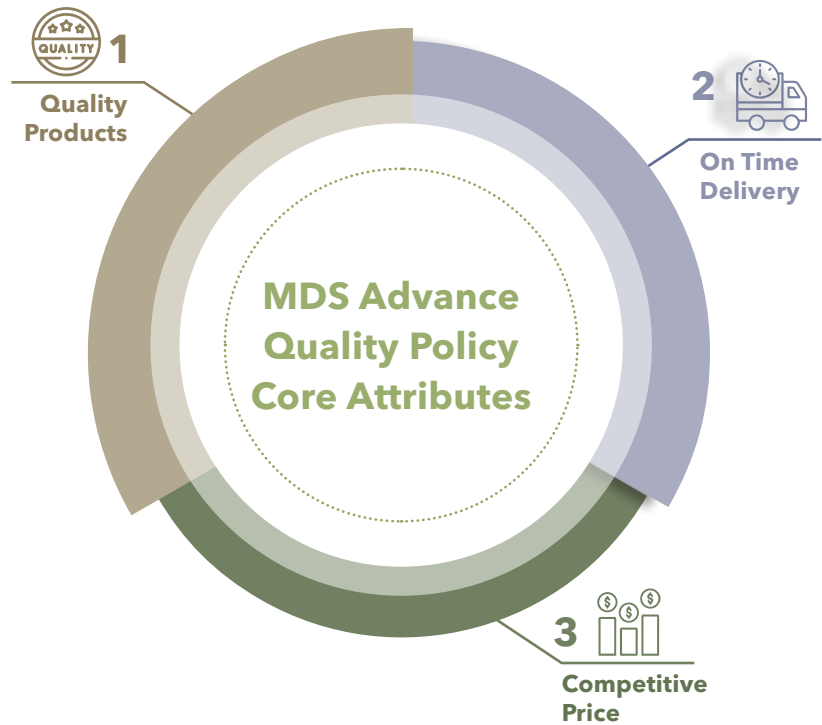 QUALITY
1
Quality
Products
2
On Time
Delivery
MDS Advance
Quality Policy
Core Attributes
$ $ $
3
Competitive
Price